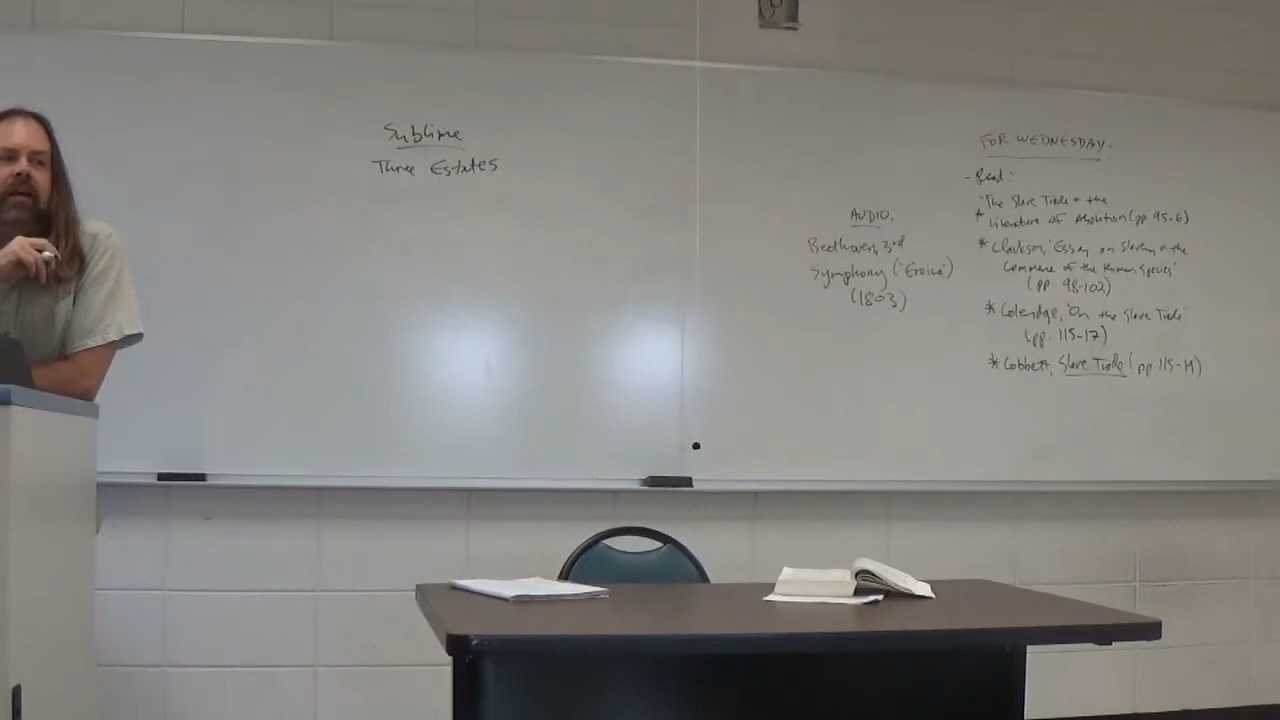 Sublime
Three Estates
AUDIO.
Beethoven, 3rd
Symphony ('Eroica')
(1803)
FOR WEDNESDAY.
- Read:
"The Slave Trade & the
* Literature of Abolition (pp. 95-6)
* Clarkson, 'Essay on Slavery & the
Commerce of the Human Species'
(pp. 98-102)
* Coleridge, 'On the Slave Trade'
(pp. 115-17)
* Cobbett, Slave Trade (pp. 115-